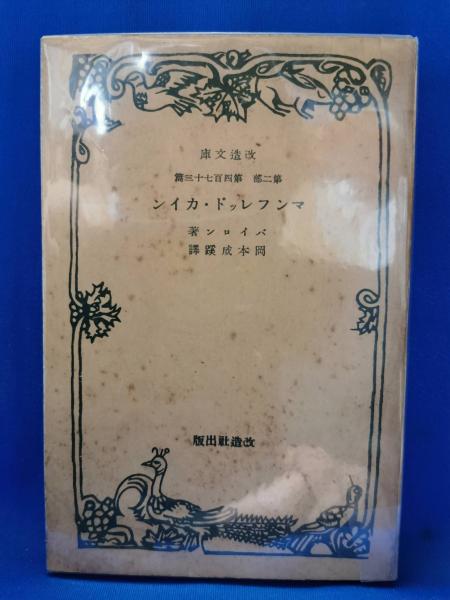 改造文庫
第二部 第四百七十三篇
マンフレッド・カイン
バイロン著
岡本成蹊譯
改造社出版